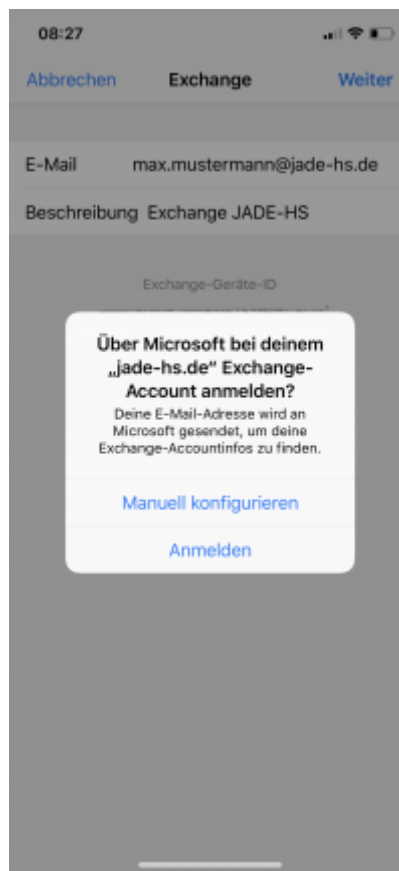 08:27
Abbrechen Exchange Weiter
E-Mail max.mustermann@jade-hs.de
Beschreibung Exchange JADE-HS
Exchange-Geräte-ID
Über Microsoft bei deinem
„jade-hs.de“ Exchange-
Account anmelden?
Deine E-Mail-Adresse wird an
Microsoft gesendet, um deine
Exchange-Accountinfos zu finden.
Manuell konfigurieren
Anmelden